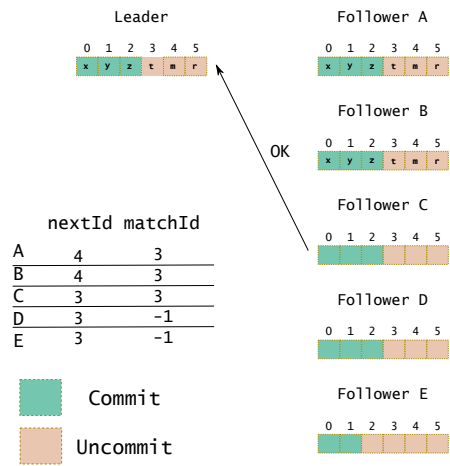 Leader
0 1 2 3 4 5
x y z t m r
Follower A
0 1 2 3 4 5
x y z t m r
Follower B
0 1 2 3 4 5
x y z t m r
OK
Follower C
0 1 2 3 4 5
nextId matchId
A 4 3
B 4 3
C 3 3
D 3 -1
E 3 -1
Follower D
0 1 2 3 4 5
Follower E
0 1 2 3 4 5
Commit
Uncommit